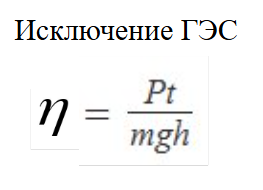 Исключение ГЭС
η = Pt / mgh